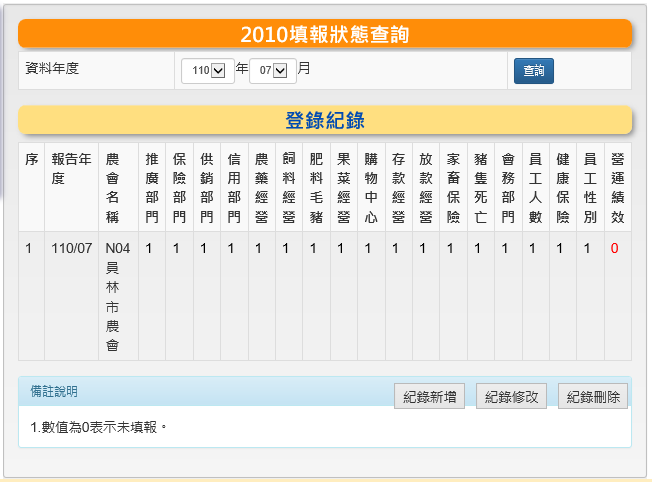 2010填報狀態查詢
資料年度 110 年 07 月 查詢
登錄紀錄
序 報告年度 農會名稱 推廣部門 保險部門 供銷部門 信用部門 農藥經營 飼料經營 肥料毛豬 果菜經營 購物中心 存款經營 放款經營 家畜保險 豬隻死亡 會務部門 員工人數 健康保險 員工性別 營運績效
1 110/07 N04員林市農會 1 1 1 1 1 1 1 1 1 1 1 1 1 1 1 1 1 0
備註說明 紀錄新增 紀錄修改 紀錄刪除
1.數值為0表示未填報。